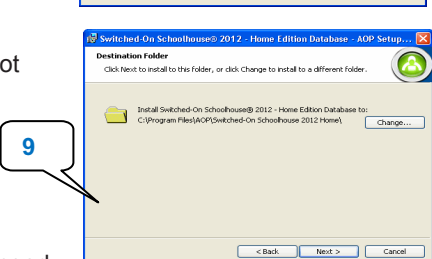 Switched-On Schoolhouse® 2012 - Home Edition Database - AOP Setup...
ot
Destination Folder
Click Next to install to this folder, or click Change to install to a different folder.
Install Switched-On Schoolhouse® 2012 - Home Edition Database to:
C:\Program Files\AOP\Switched-On Schoolhouse 2012 Home\
Change...
9
< Back
Next >
Cancel